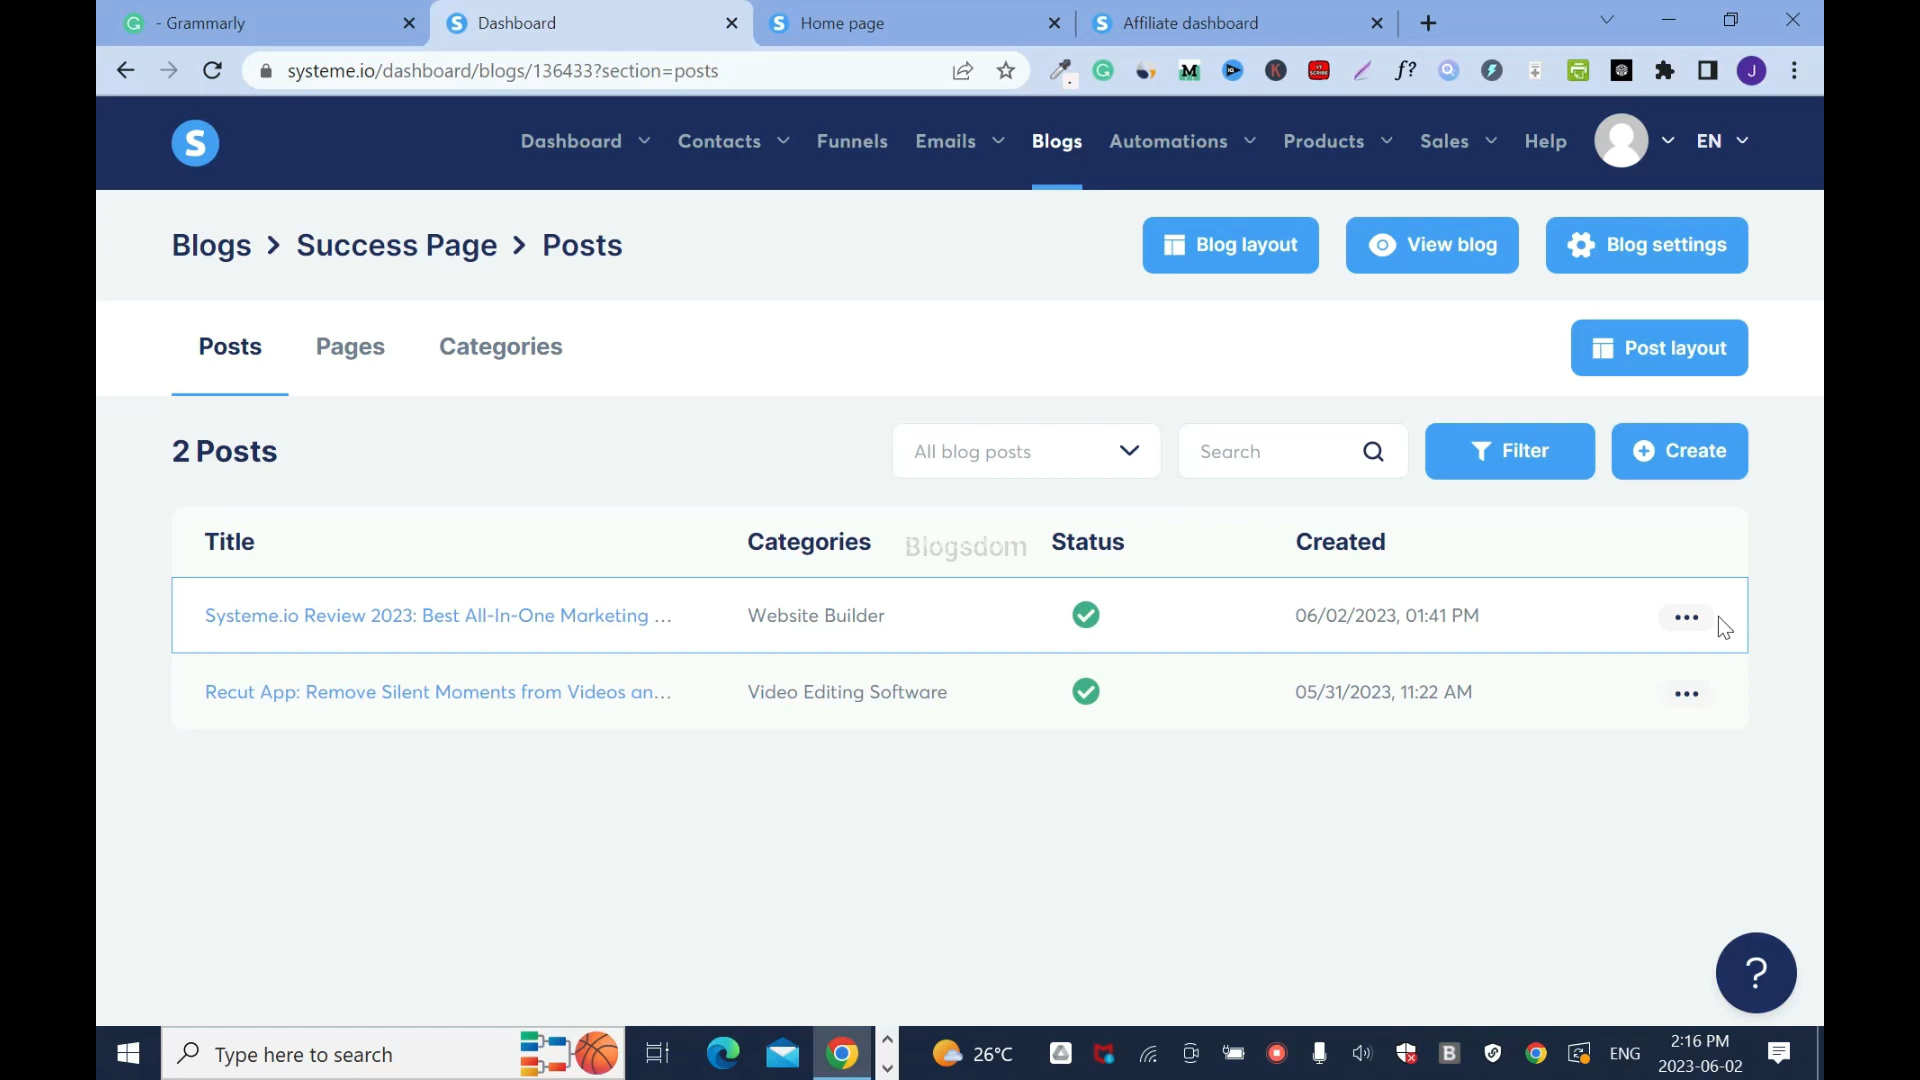 - Grammarly
Dashboard
Home page
Affiliate dashboard
systeme.io/dashboard/blogs/136433?section=posts
Dashboard Contacts Funnels Emails Blogs Automations Products Sales Help EN
Blogs > Success Page > Posts
Blog layout
View blog
Blog settings
Posts Pages Categories
Post layout
2 Posts
All blog posts
Search
Filter
Create
Title Categories Status Created
Blogsdom
Systeme.io Review 2023: Best All-In-One Marketing ... Website Builder 06/02/2023, 01:41 PM
Recut App: Remove Silent Moments from Videos an... Video Editing Software 05/31/2023, 11:22 AM
?
Type here to search
26°C
ENG
2:16 PM
2023-06-02